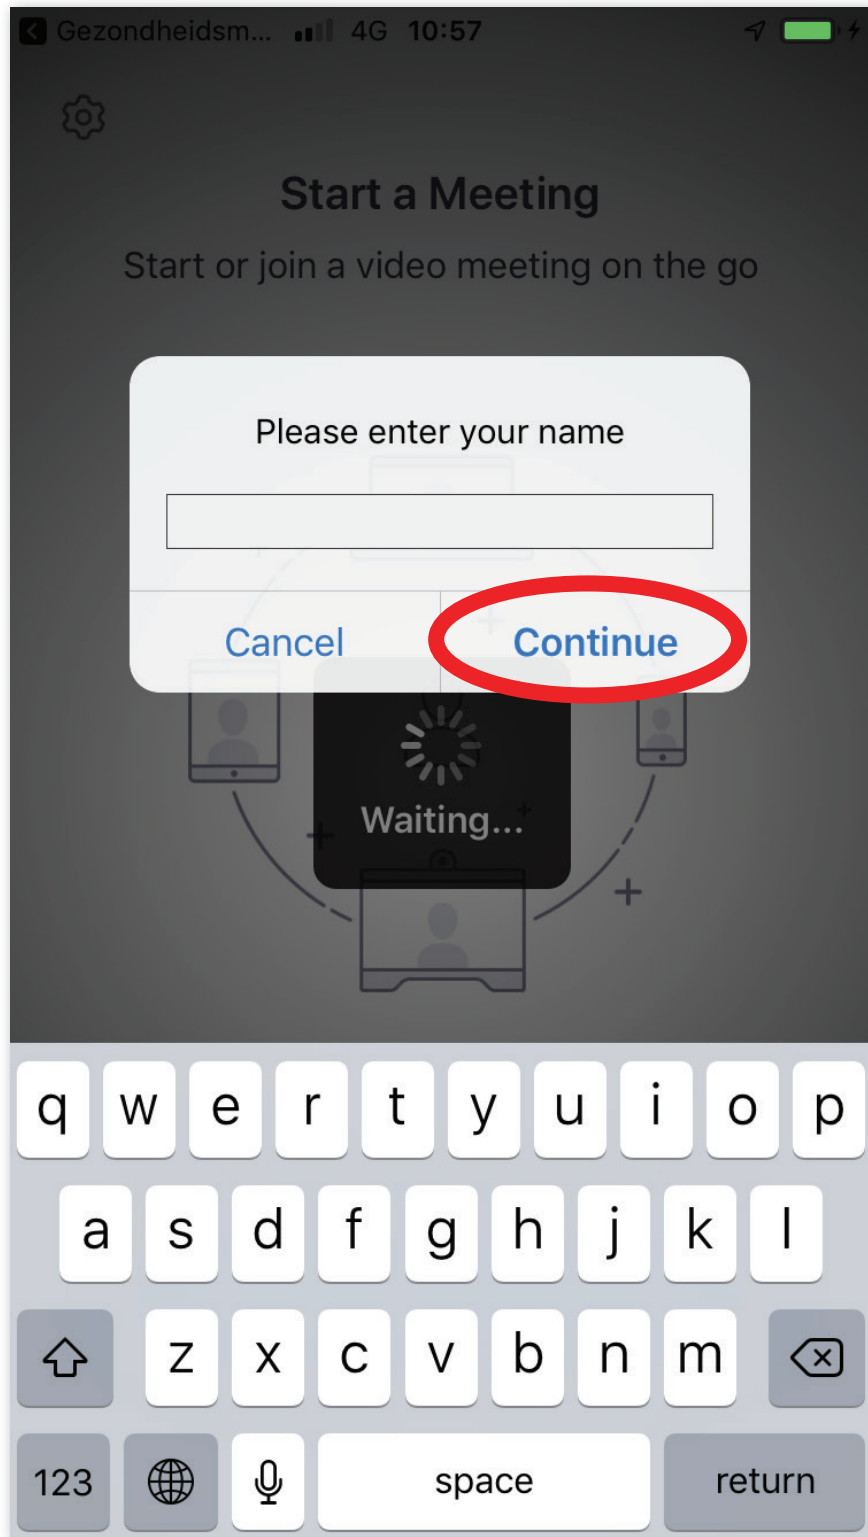 Gezondheidsm... 4G 10:57
Start a Meeting
Start or join a video meeting on the go
Please enter your name
Cancel Continue
Waiting...
q w e r t y u i o p
a s d f g h j k l
z x c v b n m
123 space return